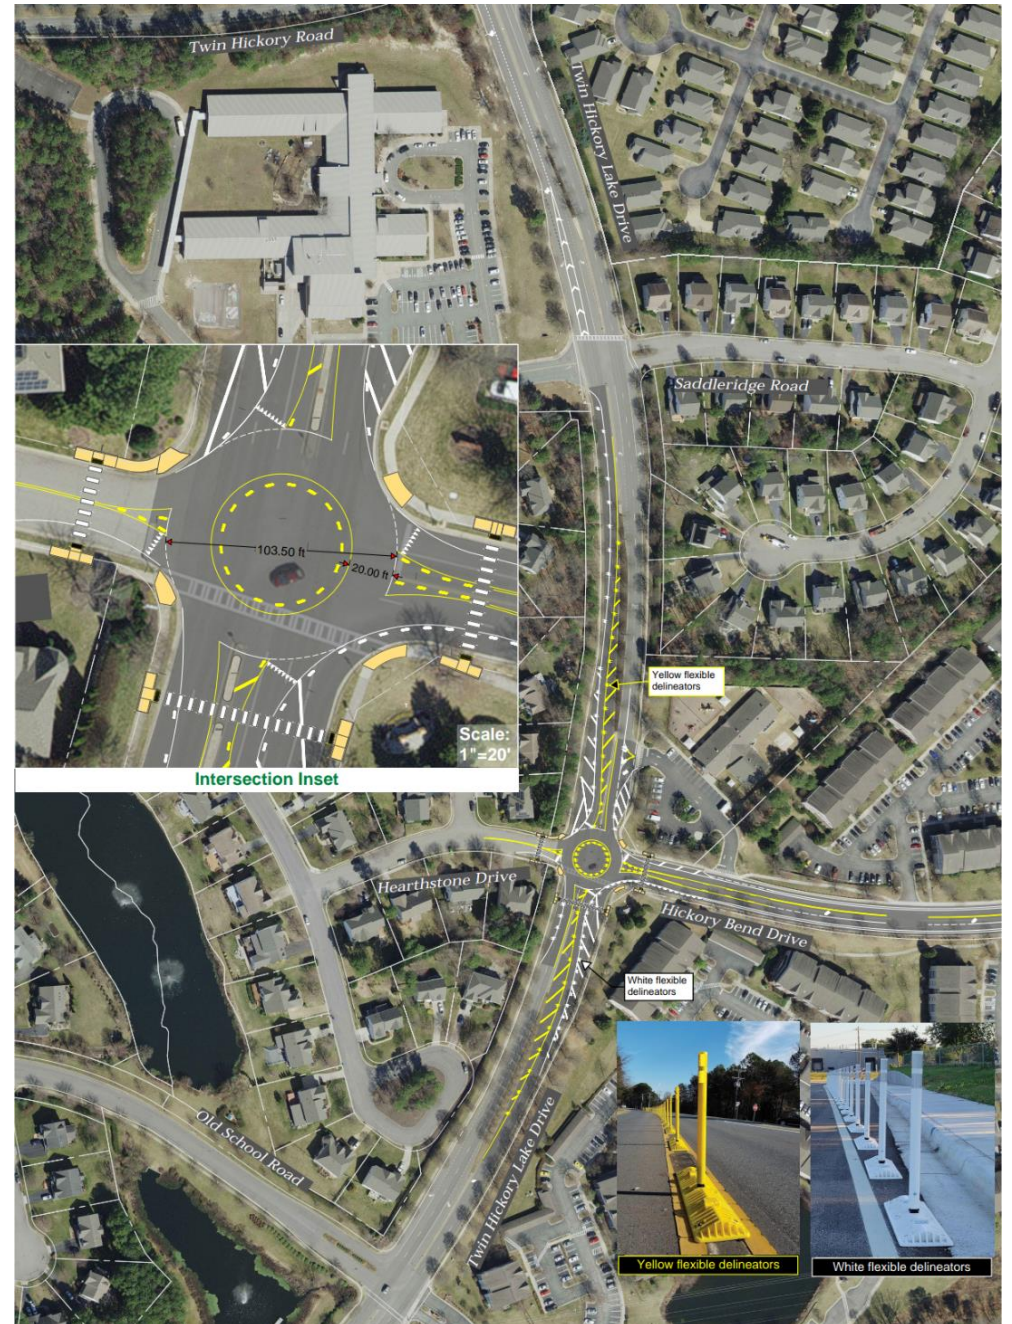 Twin Hickory Road
Twin Hickory Lake Drive
Saddleridge Road
103.50 ft
20.00 ft
Yellow flexible
delineators
Scale:
1"=20'
Intersection Inset
Hearthstone Drive
Hickory Bend Drive
White flexible
delineators
Old School Road
Twin Hickory Lake Drive
Yellow flexible delineators
White flexible delineators